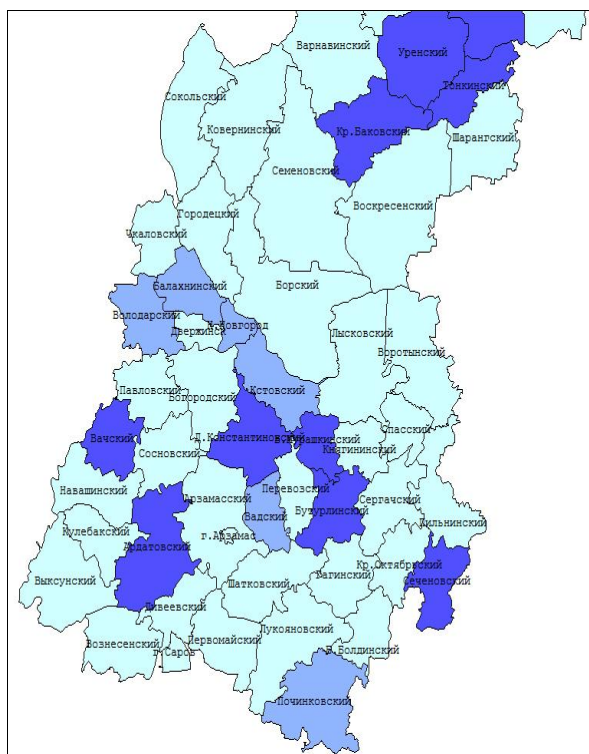 Варнавинский
Уренский
Тонкинский
Сокольский
Ковернинский
Кр.Баковский
Шарангский
Семеновский
Воскресенский
Городецкий
Чкаловский
Балахнинский
Борский
Володарский
Н.Новгород
Дзержинск
Лысковский
Воротынский
Павловский
Богородский
Кстовский
Спасский
Вачский
Д.Константиновский
Б.Мурашкинский
Княгининский
Сосновский
Навашинский
Арзамасский
Перевозский
Сергачский
Вадский
Бутурлинский
Пильнинский
Кулебакский
г.Арзамас
Ардатовский
Выксунский
Шатковский
Гагинский
Кр.Октябрьский
Сеченовский
Дивеевский
Вознесенский
г.Саров
Первомайский
Лукояновский
Б.Болдинский
Починковский